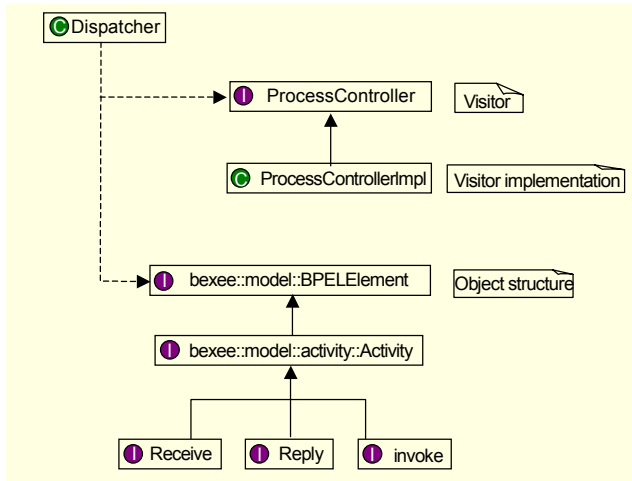 C Dispatcher
I ProcessController
Visitor
C ProcessControllerImpl
Visitor implementation
I bexee::model::BPELElement
Object structure
I bexee::model::activity::Activity
I Receive
I Reply
I invoke